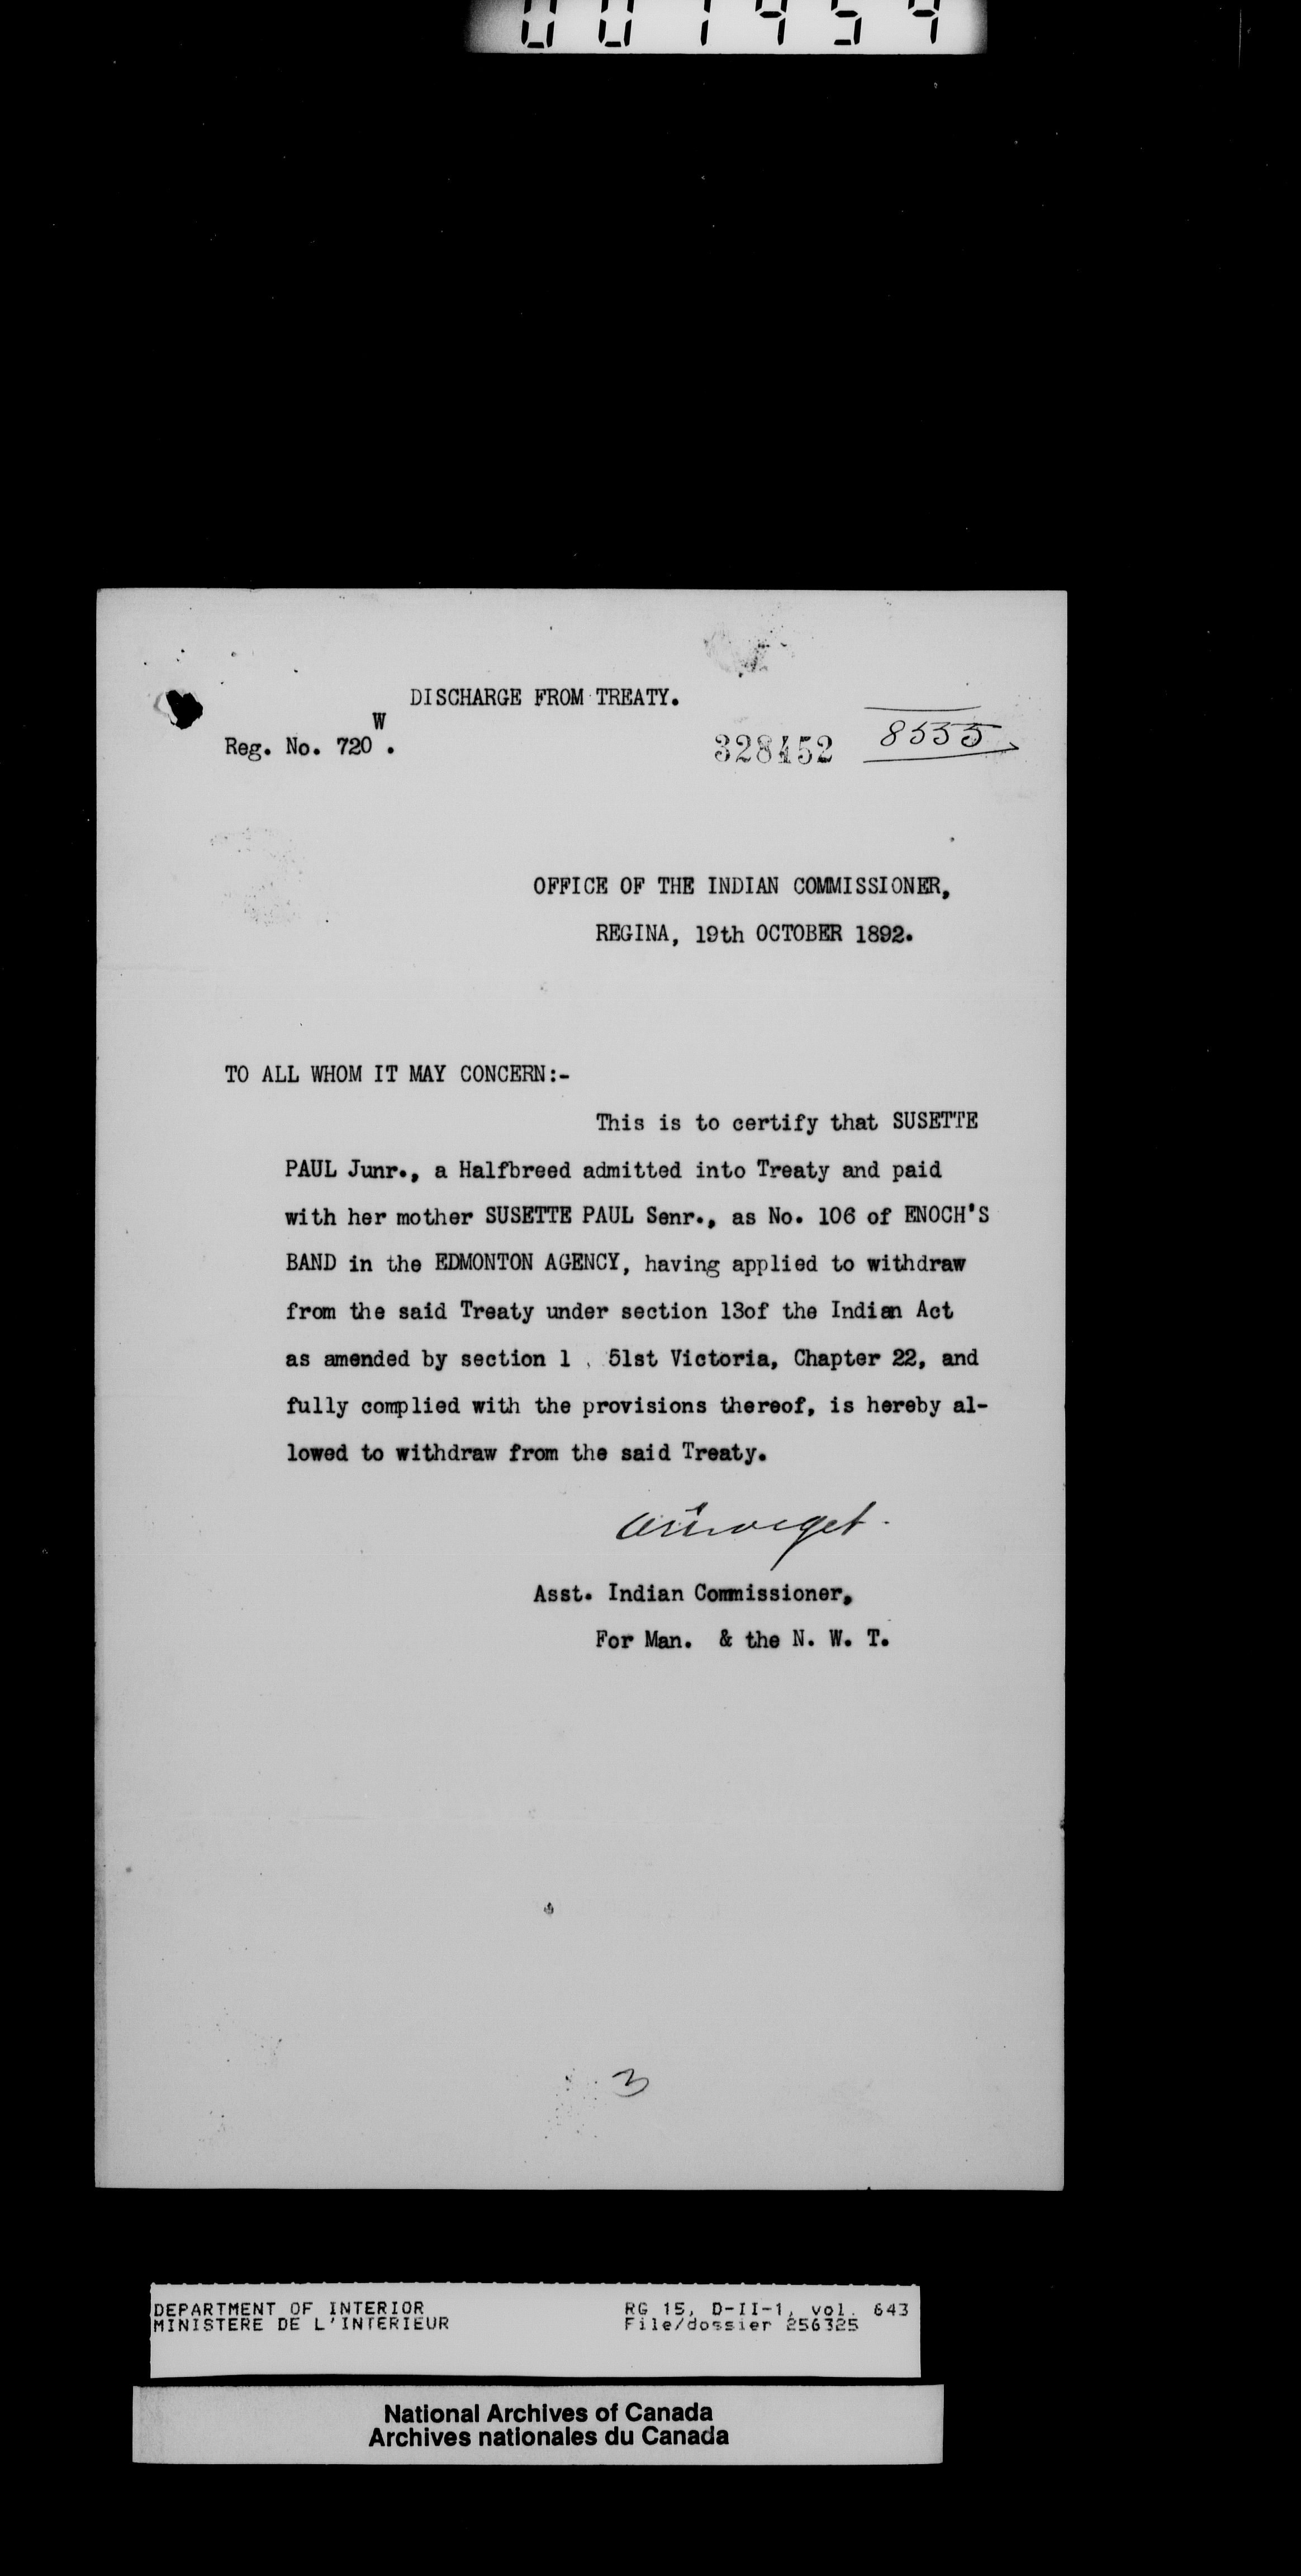 001454
DISCHARGE FROM TREATY.
W
Reg. No. 720 .
328452 8535
OFFICE OF THE INDIAN COMMISSIONER,
REGINA, 19th OCTOBER 1892.
TO ALL WHOM IT MAY CONCERN:-
This is to certify that SUSETTE
PAUL Junr., a Halfbreed admitted into Treaty and paid
with her mother SUSETTE PAUL Senr., as No. 106 of ENOCH'S
BAND in the EDMONTON AGENCY, having applied to withdraw
from the said Treaty under section 13of the Indian Act
as amended by section 1 , 51st Victoria, Chapter 22, and
fully complied with the provisions thereof, is hereby al-
lowed to withdraw from the said Treaty.
Asst. Indian Commissioner,
For Man. & the N. W. T.
3
DEPARTMENT OF INTERIOR RG 15, D-II-1, vol. 643
MINISTERE DE L'INTERIEUR File/dossier 256325
National Archives of Canada
Archives nationales du Canada